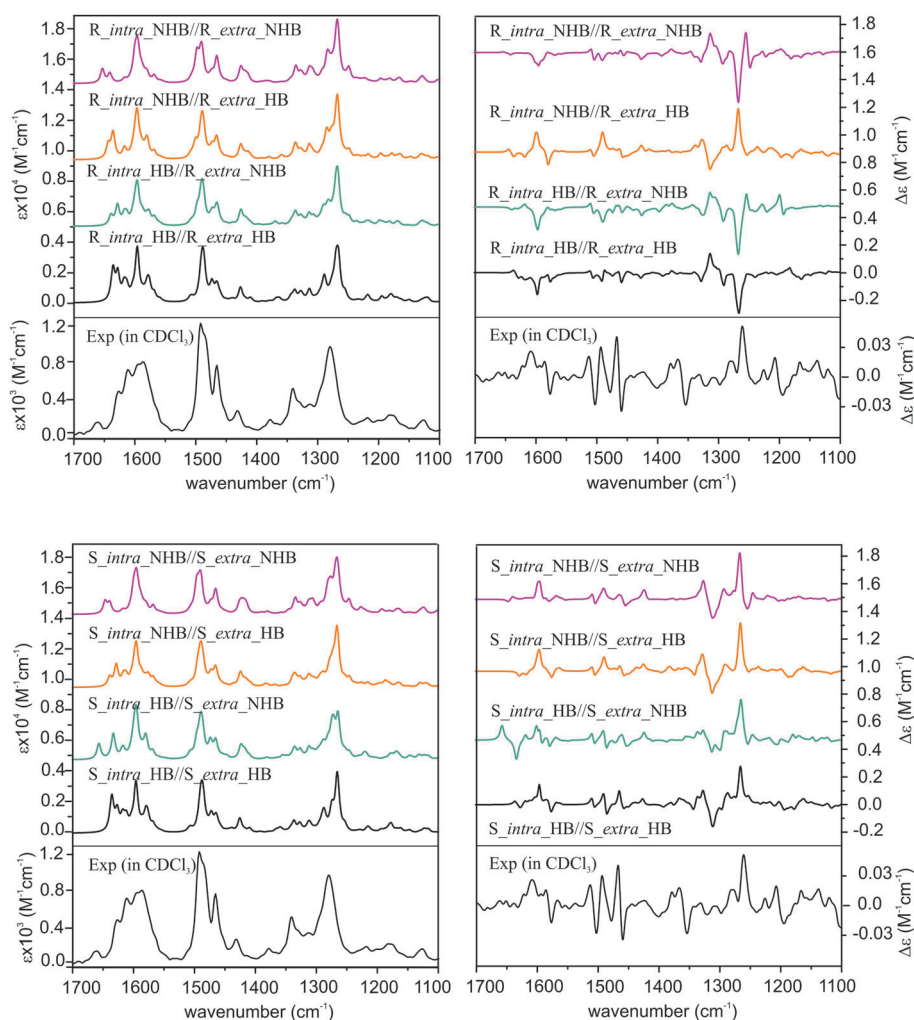 R_intra_NHB//R_extra_NHB
R_intra_NHB//R_extra_HB
R_intra_HB//R_extra_NHB
R_intra_HB//R_extra_HB
Exp (in CDCl3)
εx10⁴ (M⁻¹cm⁻¹)
εx10³ (M⁻¹cm⁻¹)
1.8
1.6
1.4
1.2
1.0
0.8
0.6
0.4
0.2
0.0
1.2
0.8
0.4
0.0
1700 1600 1500 1400 1300 1200 1100
wavenumber (cm⁻¹)
R_intra_NHB//R_extra_NHB
R_intra_NHB//R_extra_HB
R_intra_HB//R_extra_NHB
R_intra_HB//R_extra_HB
Exp (in CDCl3)
1.8
1.6
1.4
1.2
1.0
0.8
0.6
0.4
0.0
-0.2
0.03
0.00
-0.03
Δε (M⁻¹cm⁻¹)
Δε (M⁻¹cm⁻¹)
1700 1600 1500 1400 1300 1200 1100
wavenumber (cm⁻¹)
S_intra_NHB//S_extra_NHB
S_intra_NHB//S_extra_HB
S_intra_HB//S_extra_NHB
S_intra_HB//S_extra_HB
Exp (in CDCl3)
εx10⁴ (M⁻¹cm⁻¹)
εx10³ (M⁻¹cm⁻¹)
1.8
1.6
1.4
1.2
1.0
0.8
0.6
0.4
0.2
0.0
1.2
0.8
0.4
0.0
1700 1600 1500 1400 1300 1200 1100
wavenumber (cm⁻¹)
S_intra_NHB//S_extra_NHB
S_intra_NHB//S_extra_HB
S_intra_HB//S_extra_NHB
S_intra_HB//S_extra_HB
Exp (in CDCl3)
1.8
1.6
1.4
1.2
1.0
0.8
0.6
0.4
0.0
-0.2
0.03
0.00
-0.03
Δε (M⁻¹cm⁻¹)
Δε (M⁻¹cm⁻¹)
1700 1600 1500 1400 1300 1200 1100
wavenumber (cm⁻¹)